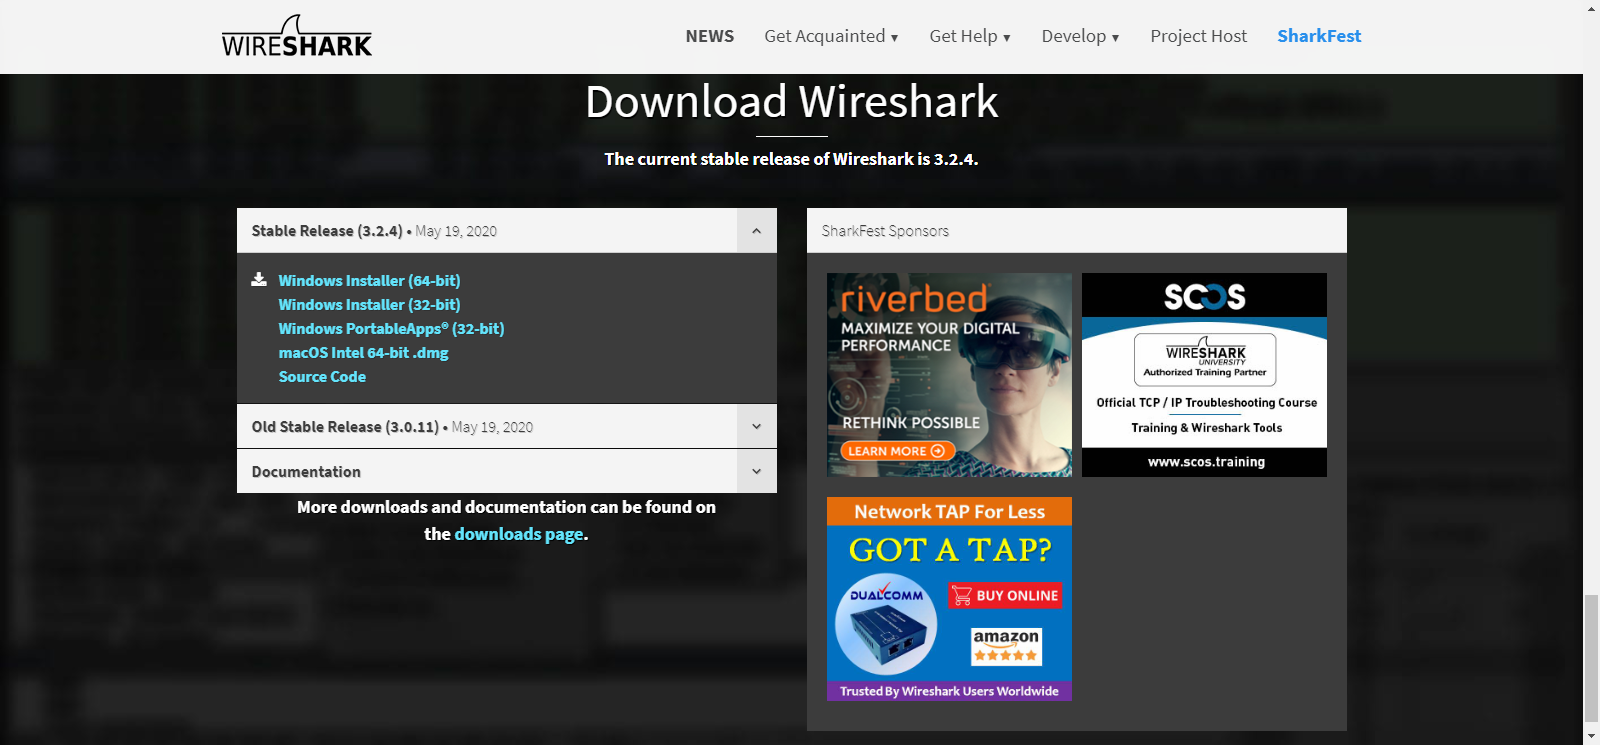 WIRESHARK
NEWS Get Acquainted ▼ Get Help ▼ Develop ▼ Project Host SharkFest
Download Wireshark
The current stable release of Wireshark is 3.2.4.
Stable Release (3.2.4) • May 19, 2020
Windows Installer (64-bit)
Windows Installer (32-bit)
Windows PortableApps® (32-bit)
macOS Intel 64-bit .dmg
Source Code
Old Stable Release (3.0.11) • May 19, 2020
Documentation
More downloads and documentation can be found on
the downloads page.
SharkFest Sponsors
riverbed
MAXIMIZE YOUR DIGITAL
PERFORMANCE
RETHINK POSSIBLE
LEARN MORE
SCOS
WIRESHARK
UNIVERSITY
Authorized Training Partner
Official TCP / IP Troubleshooting Course
Training & Wireshark Tools
www.scos.training
Network TAP For Less
GOT A TAP?
DUALCOMM
BUY ONLINE
amazon
Trusted By Wireshark Users Worldwide